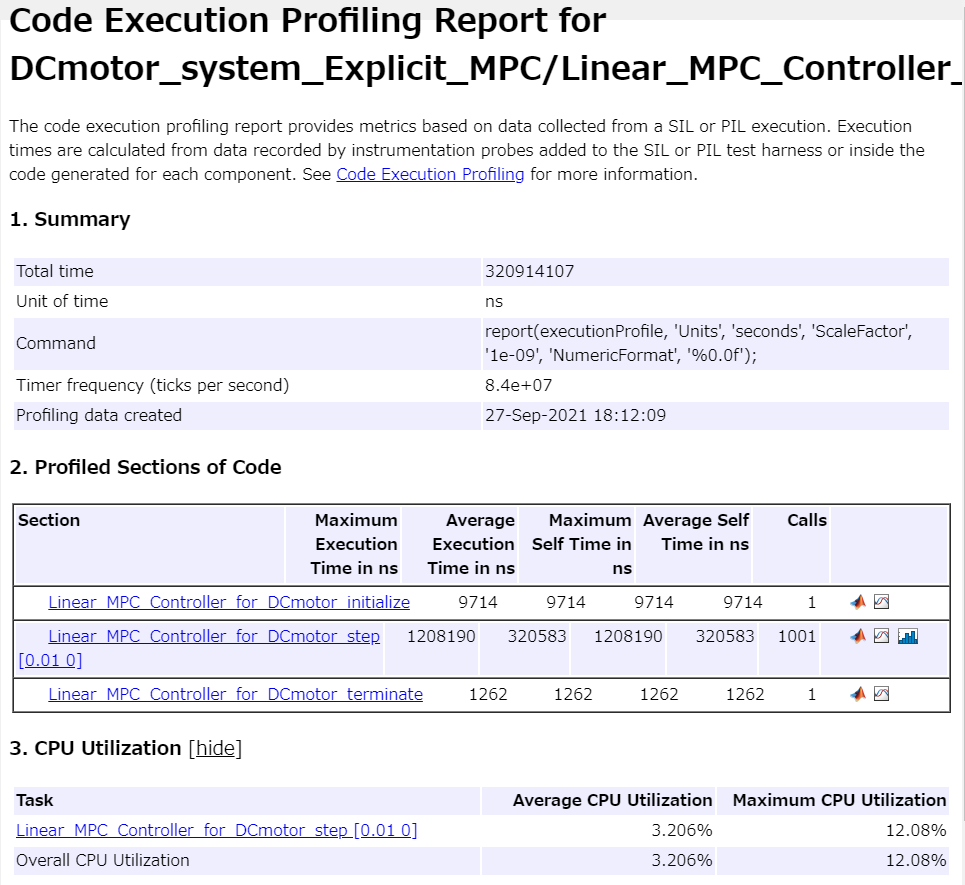 Code Execution Profiling Report for
DCmotor_system_Explicit_MPC/Linear_MPC_Controller_
The code execution profiling report provides metrics based on data collected from a SIL or PIL execution. Execution
times are calculated from data recorded by instrumentation probes added to the SIL or PIL test harness or inside the
code generated for each component. See Code Execution Profiling for more information.
1. Summary
Total time 320914107
Unit of time ns
Command report(executionProfile, 'Units', 'seconds', 'ScaleFactor',
'1e-09', 'NumericFormat', '%0.0f');
Timer frequency (ticks per second) 8.4e+07
Profiling data created 27-Sep-2021 18:12:09
2. Profiled Sections of Code
Section Maximum Average Maximum Average Self Calls
Execution Execution Self Time in Time in ns
Time in ns Time in ns ns
Linear_MPC_Controller_for_DCmotor_initialize 9714 9714 9714 9714 1
Linear_MPC_Controller_for_DCmotor_step 1208190 320583 1208190 320583 1001
[0.01 0]
Linear_MPC_Controller_for_DCmotor_terminate 1262 1262 1262 1262 1
3. CPU Utilization [hide]
Task Average CPU Utilization Maximum CPU Utilization
Linear_MPC_Controller_for_DCmotor_step [0.01 0] 3.206% 12.08%
Overall CPU Utilization 3.206% 12.08%